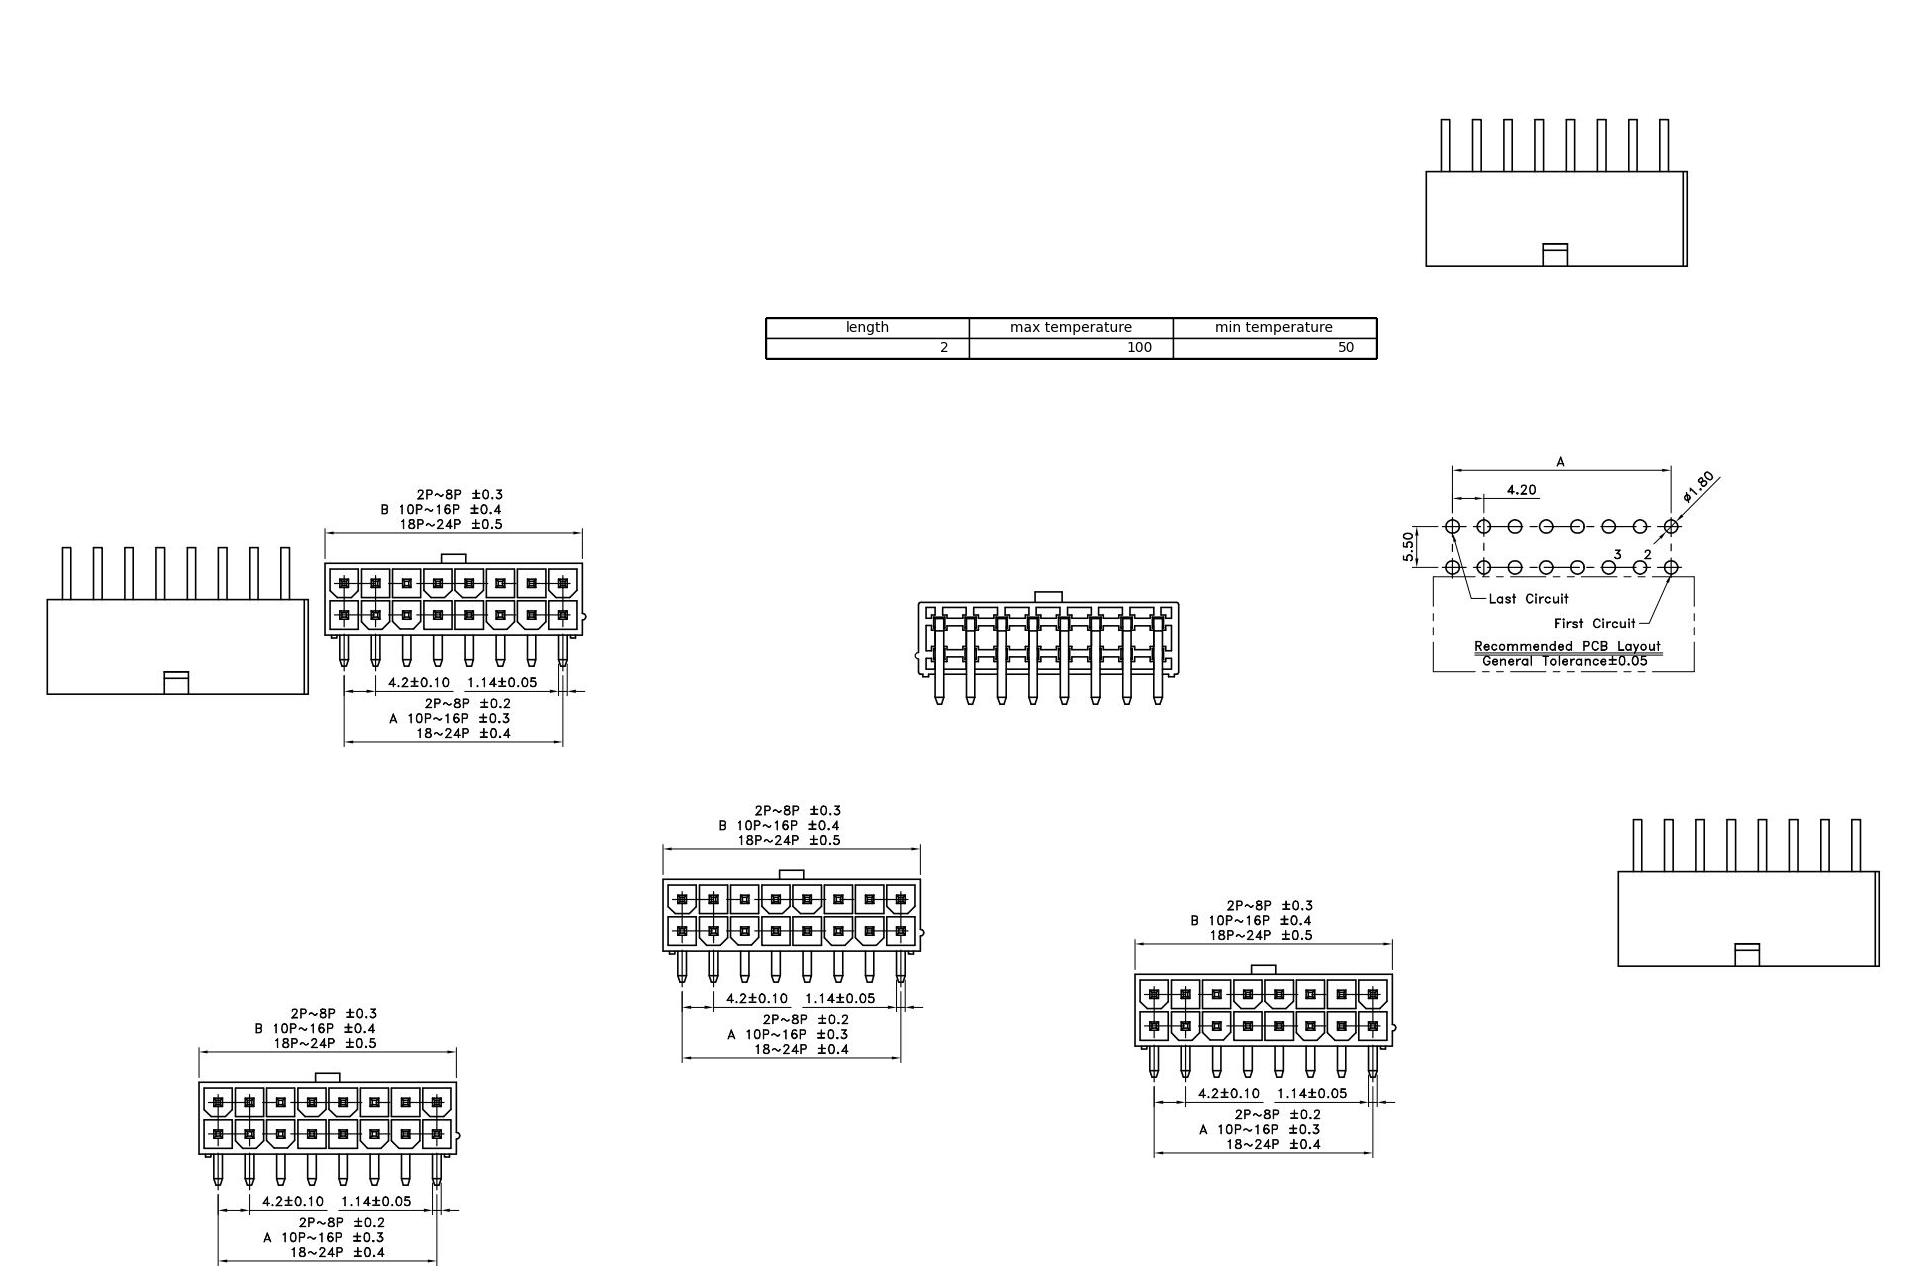 length max temperature min temperature
2 100 50
A
4.20
ø1.80
5.50
3 2
Last Circuit
First Circuit
Recommended PCB Layout
General Tolerance±0.05
2P~8P ±0.3
B 10P~16P ±0.4
18P~24P ±0.5
4.2±0.10 1.14±0.05
2P~8P ±0.2
A 10P~16P ±0.3
18~24P ±0.4
2P~8P ±0.3
B 10P~16P ±0.4
18P~24P ±0.5
4.2±0.10 1.14±0.05
2P~8P ±0.2
A 10P~16P ±0.3
18~24P ±0.4
2P~8P ±0.3
B 10P~16P ±0.4
18P~24P ±0.5
4.2±0.10 1.14±0.05
2P~8P ±0.2
A 10P~16P ±0.3
18~24P ±0.4
2P~8P ±0.3
B 10P~16P ±0.4
18P~24P ±0.5
4.2±0.10 1.14±0.05
2P~8P ±0.2
A 10P~16P ±0.3
18~24P ±0.4